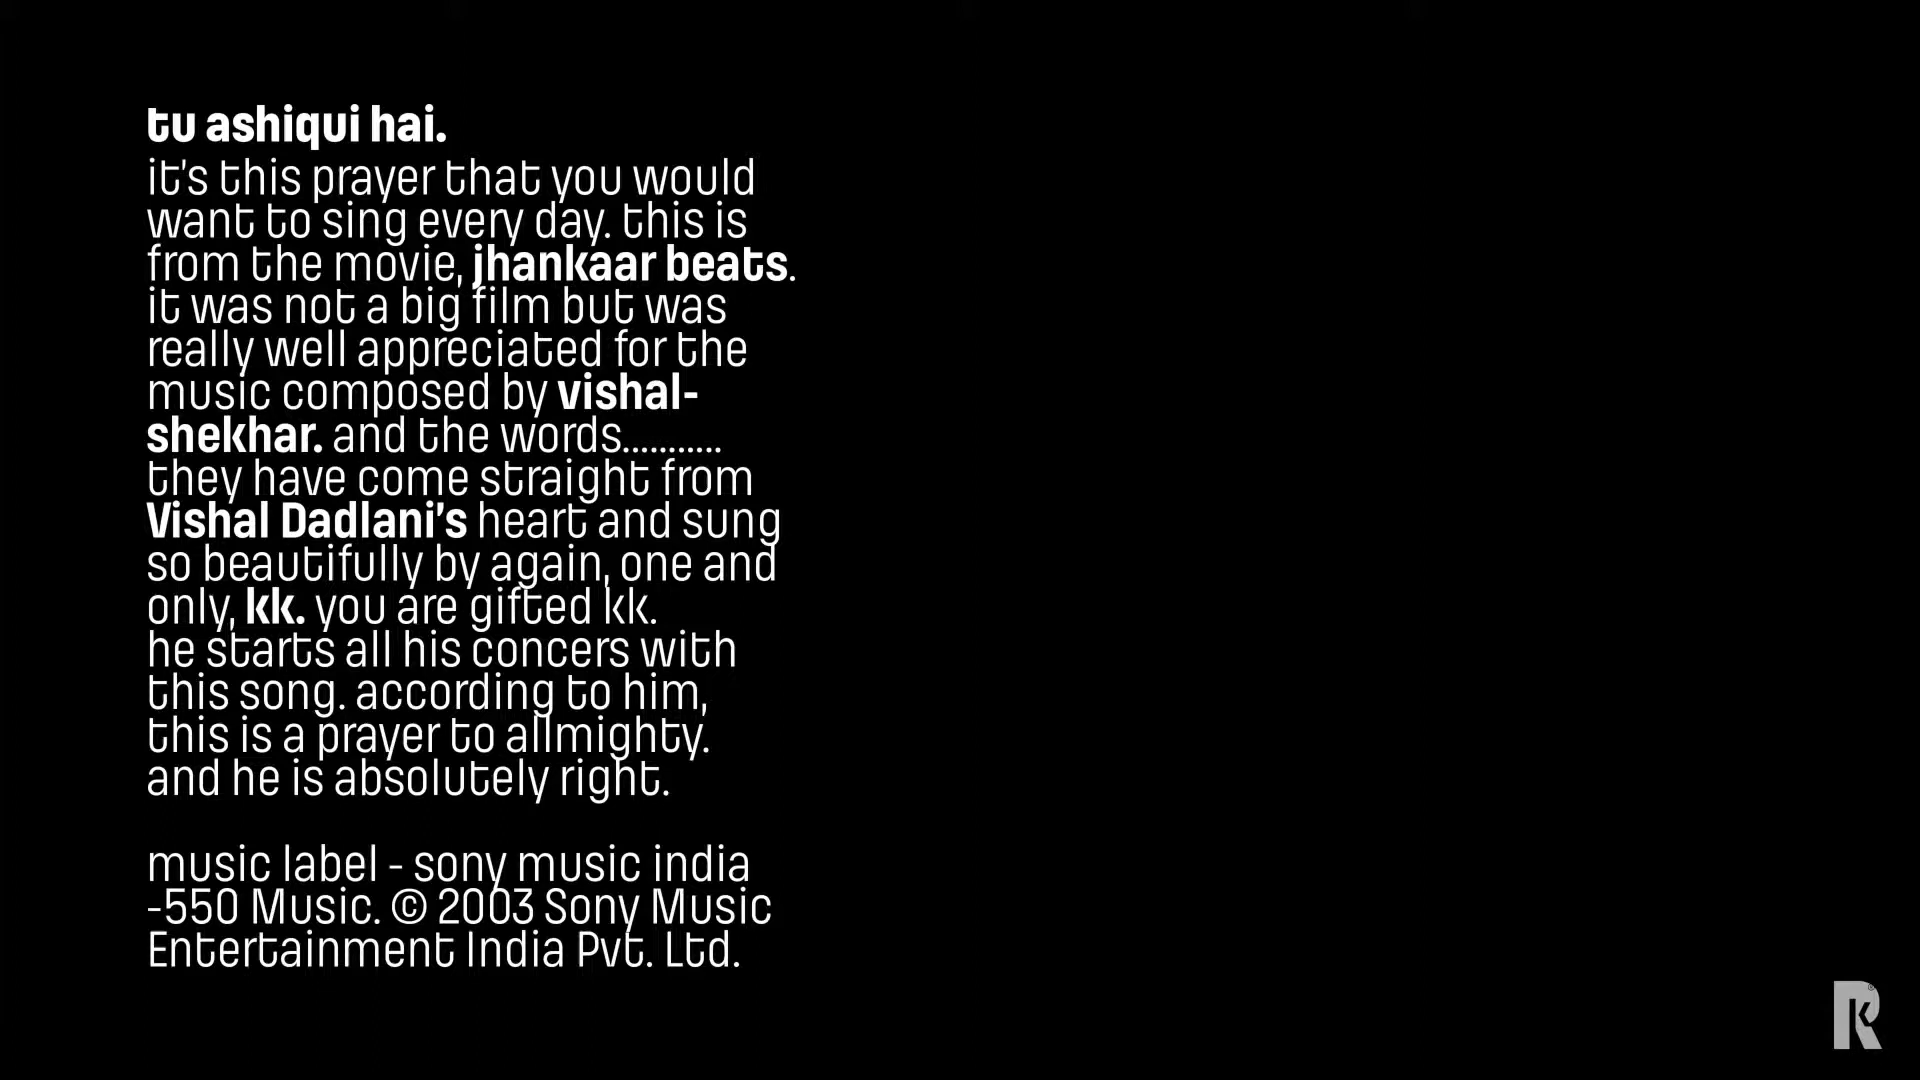 tu ashiqui hai.
it's this prayer that you would
want to sing every day. this is
from the movie, jhankaar beats.
it was not a big film but was
really well appreciated for the
music composed by vishal-
shekhar. and the words...........
they have come straight from
Vishal Dadlani's heart and sung
so beautifully by again, one and
only, kk. you are gifted kk.
he starts all his concers with
this song. according to him,
this is a prayer to allmighty.
and he is absolutely right.
music label - sony music india
-550 Music. © 2003 Sony Music
Entertainment India Pvt. Ltd.
Rk®